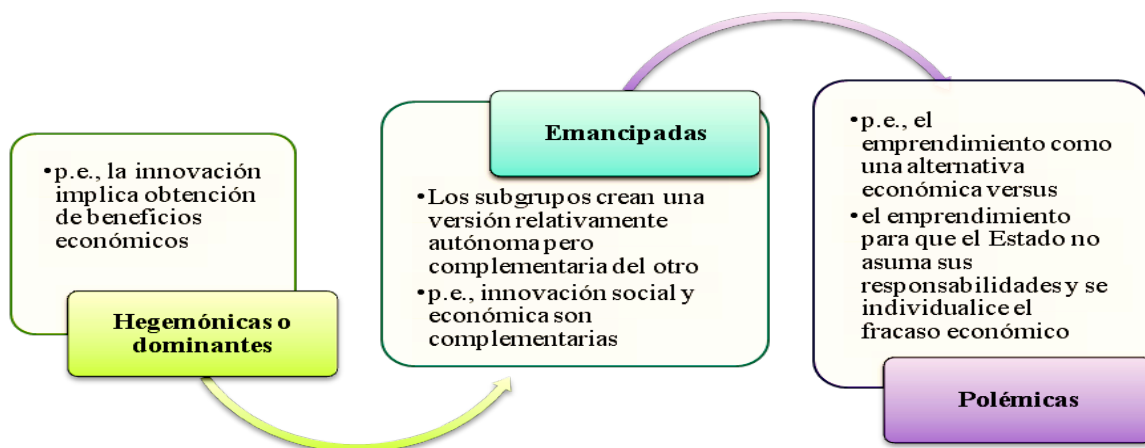 •p.e., la innovación
implica obtención
de beneficios
económicos
Hegemónicas o
dominantes
Emancipadas
•Los subgrupos crean una
versión relativamente
autónoma pero
complementaria del otro
•p.e., innovación social y
económica son
complementarias
•p.e., el
emprendimiento como
una alternativa
económica versus
•el emprendimiento
para que el Estado no
asuma sus
responsabilidades y se
individualice el
fracaso económico
Polémicas